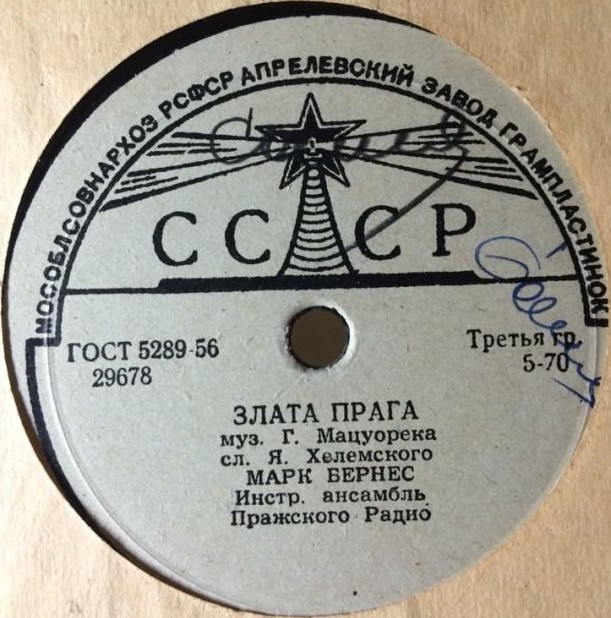 МОСОБЛСОВНАРХОЗ РСФСР АПРЕЛЕВСКИЙ ЗАВОД ГРАМПЛАСТИНОК
СССР
ГОСТ 5289-56
29678
Третья гр.
5-70
ЗЛАТА ПРАГА
муз. Г. Мацуорека
сл. Я. Хелемского
МАРК БЕРНЕС
Инстр. ансамбль
Пражского Радио